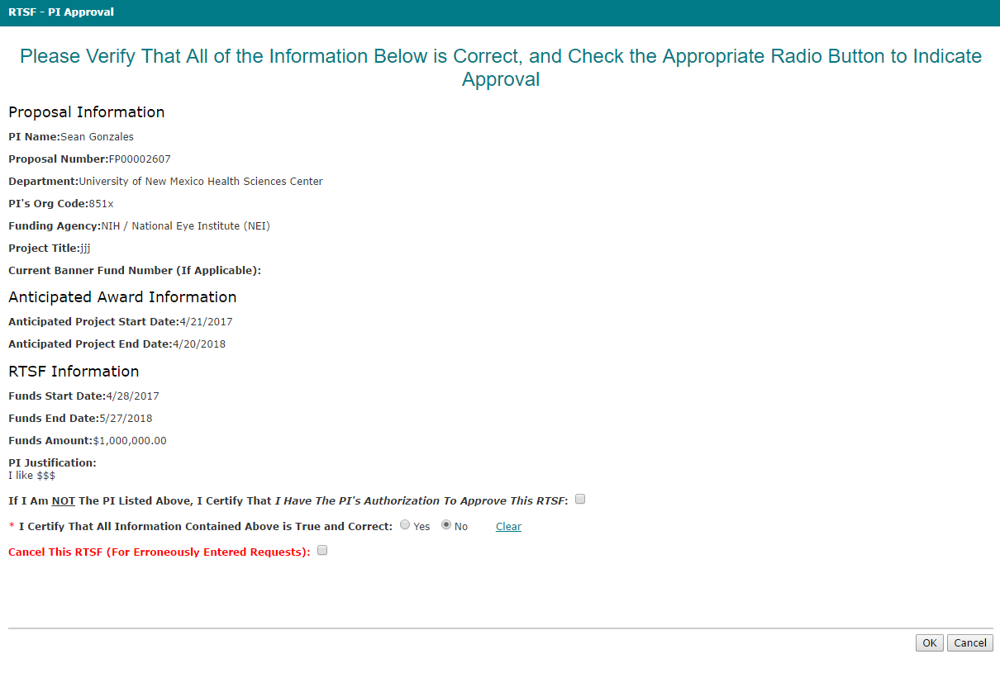 RTSF - PI Approval
Please Verify That All of the Information Below is Correct, and Check the Appropriate Radio Button to Indicate
Approval
Proposal Information
PI Name:Sean Gonzales
Proposal Number:FP00002607
Department:University of New Mexico Health Sciences Center
PI's Org Code:851x
Funding Agency:NIH / National Eye Institute (NEI)
Project Title:jjj
Current Banner Fund Number (If Applicable):
Anticipated Award Information
Anticipated Project Start Date:4/21/2017
Anticipated Project End Date:4/20/2018
RTSF Information
Funds Start Date:4/28/2017
Funds End Date:5/27/2018
Funds Amount:$1,000,000.00
PI Justification:
I like $$$
If I Am NOT The PI Listed Above, I Certify That I Have The PI's Authorization To Approve This RTSF:
* I Certify That All Information Contained Above is True and Correct: Yes No Clear
Cancel This RTSF (For Erroneously Entered Requests):
OK Cancel